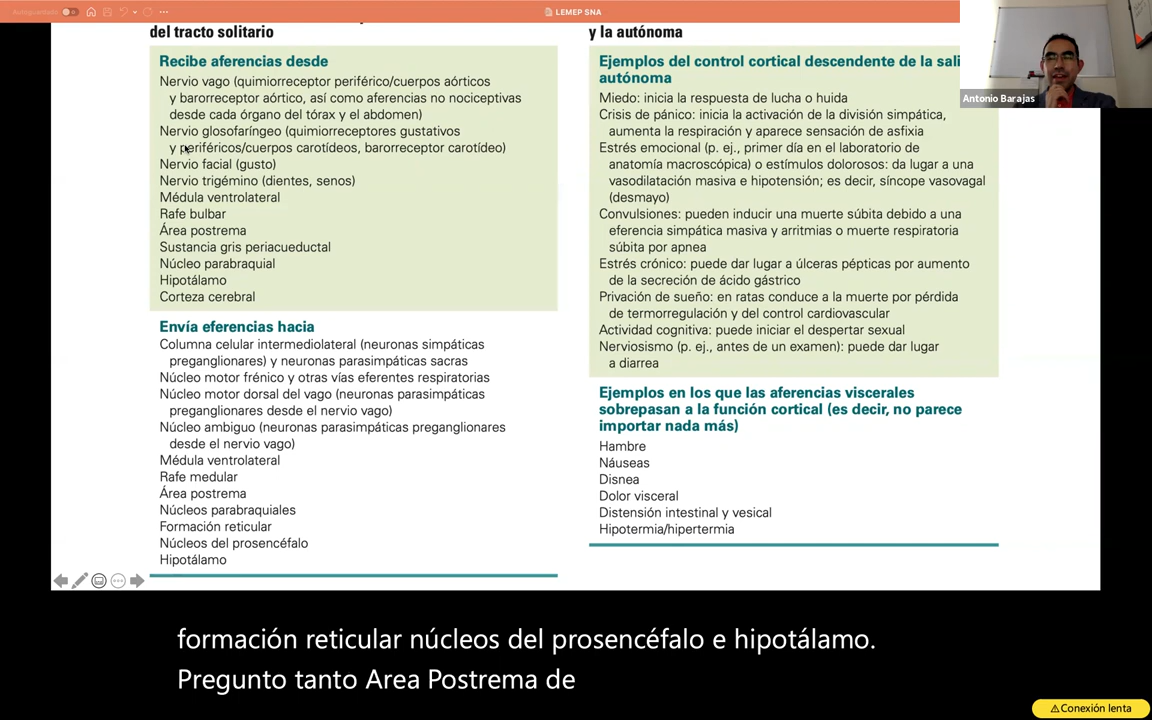 Autoguardado
LEMEP SNA
del tracto solitario
Recibe aferencias desde
Nervio vago (quimiorreceptor periférico/cuerpos aórticos
y barorreceptor aórtico, así como aferencias no nociceptivas
desde cada órgano del tórax y el abdomen)
Nervio glosofaríngeo (quimiorreceptores gustativos
y periféricos/cuerpos carotídeos, barorreceptor carotídeo)
Nervio facial (gusto)
Nervio trigémino (dientes, senos)
Médula ventrolateral
Rafe bulbar
Área postrema
Sustancia gris periacueductal
Núcleo parabraquial
Hipotálamo
Corteza cerebral
Envía eferencias hacia
Columna celular intermediolateral (neuronas simpáticas
preganglionares) y neuronas parasimpáticas sacras
Núcleo motor frénico y otras vías eferentes respiratorias
Núcleo motor dorsal del vago (neuronas parasimpáticas
preganglionares desde el nervio vago)
Núcleo ambiguo (neuronas parasimpáticas preganglionares
desde el nervio vago)
Médula ventrolateral
Rafe medular
Área postrema
Núcleos parabraquiales
Formación reticular
Núcleos del prosencéfalo
Hipotálamo
y la autónoma
Ejemplos del control cortical descendente de la sali
autónoma
Miedo: inicia la respuesta de lucha o huida
Crisis de pánico: inicia la activación de la división simpática,
aumenta la respiración y aparece sensación de asfixia
Estrés emocional (p. ej., primer día en el laboratorio de
anatomía macroscópica) o estímulos dolorosos: da lugar a una
vasodilatación masiva e hipotensión; es decir, síncope vasovagal
(desmayo)
Convulsiones: pueden inducir una muerte súbita debido a una
eferencia simpática masiva y arritmias o muerte respiratoria
súbita por apnea
Estrés crónico: puede dar lugar a úlceras pépticas por aumento
de la secreción de ácido gástrico
Privación de sueño: en ratas conduce a la muerte por pérdida
de termorregulación y del control cardiovascular
Actividad cognitiva: puede iniciar el despertar sexual
Nerviosismo (p. ej., antes de un examen): puede dar lugar
a diarrea
Ejemplos en los que las aferencias viscerales
sobrepasan a la función cortical (es decir, no parece
importar nada más)
Hambre
Náuseas
Disnea
Dolor visceral
Distensión intestinal y vesical
Hipotermia/hipertermia
Antonio Barajas
formación reticular núcleos del prosencéfalo e hipotálamo.
Pregunto tanto Area Postrema de
Conexión lenta